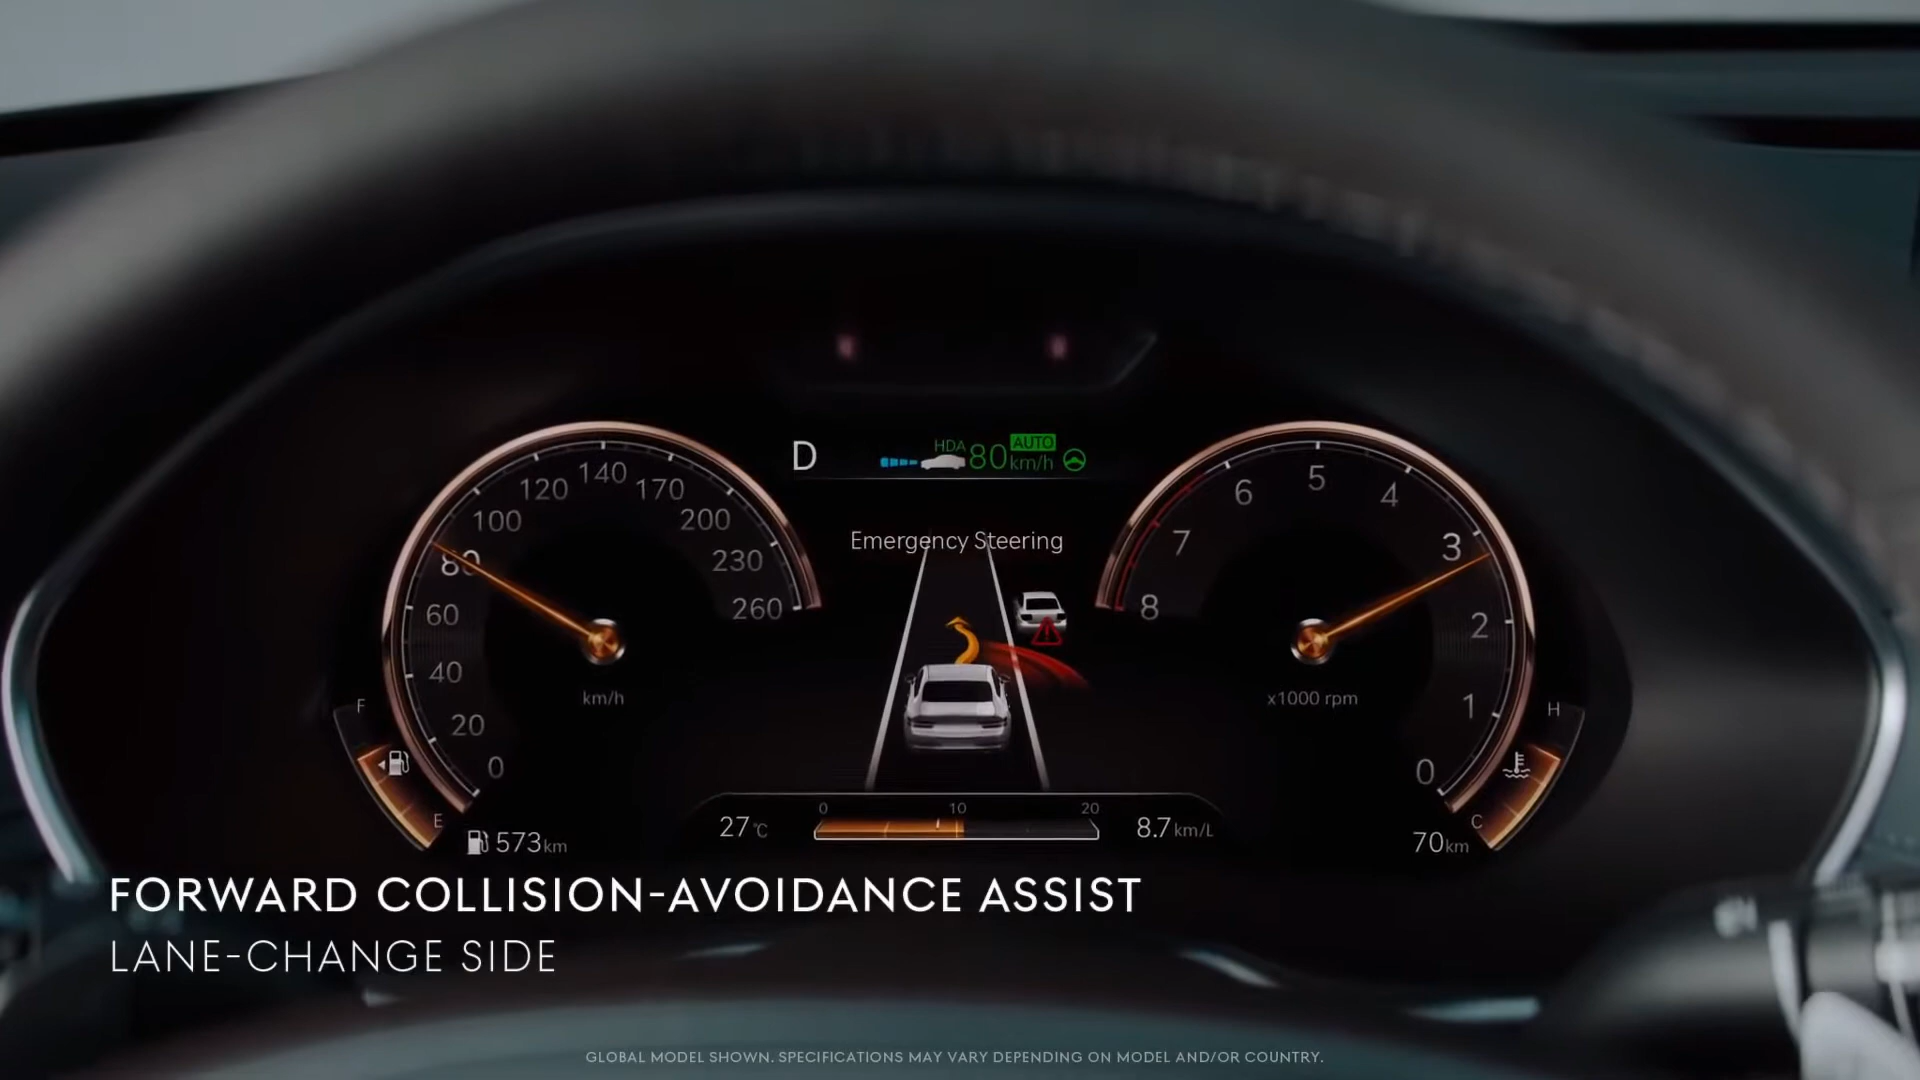 D
HDA
80 km/h
AUTO
Emergency Steering
0
20
40
60
80
100
120
140
170
200
230
260
km/h
8
7
6
5
4
3
2
1
0
x1000 rpm
F
E
573km
27℃
0 10 20
8.7km/L
H
C
70km
FORWARD COLLISION-AVOIDANCE ASSIST
LANE-CHANGE SIDE
GLOBAL MODEL SHOWN. SPECIFICATIONS MAY VARY DEPENDING ON MODEL AND/OR COUNTRY.